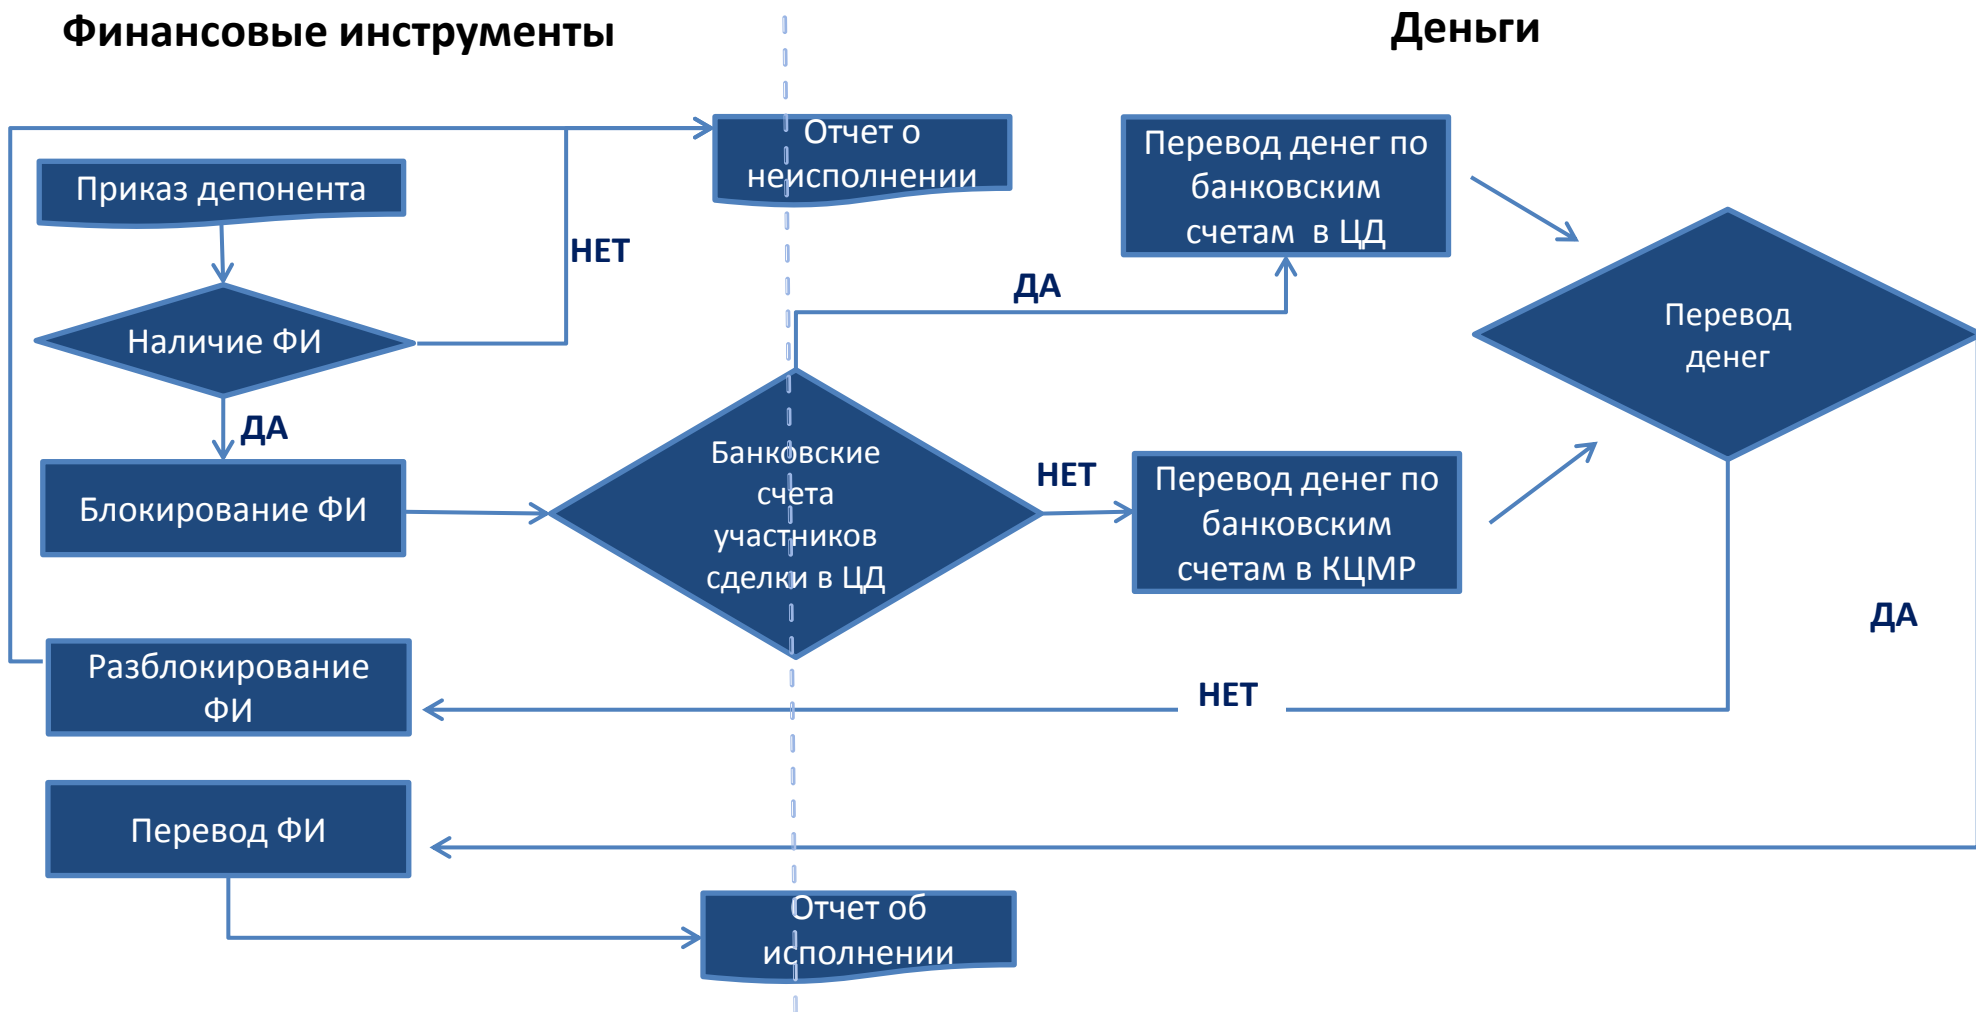 Финансовые инструменты
Деньги
Отчет о
неисполнении
Перевод денег по
банковским
счетам в ЦД
Приказ депонента
НЕТ
ДА
Наличие ФИ
Перевод
денег
ДА
Банковские
счета
участников
сделки в ЦД
НЕТ
Перевод денег по
банковским
счетам в КЦМР
Блокирование ФИ
ДА
Разблокирование
ФИ
НЕТ
Перевод ФИ
Отчет об
исполнении